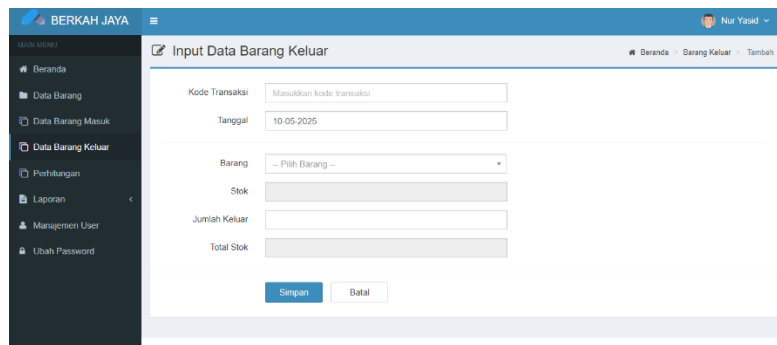 BERKAH JAYA
Nur Yasid
MAIN MENU
Input Data Barang Keluar
Beranda > Barang Keluar > Tambah
Beranda
Data Barang
Data Barang Masuk
Data Barang Keluar
Perhitungan
Laporan
Manajemen User
Ubah Password
Kode Transaksi
Masukkan kode transaksi
Tanggal
10-05-2025
Barang
-- Pilih Barang --
Stok
Jumlah Keluar
Total Stok
Simpan
Batal